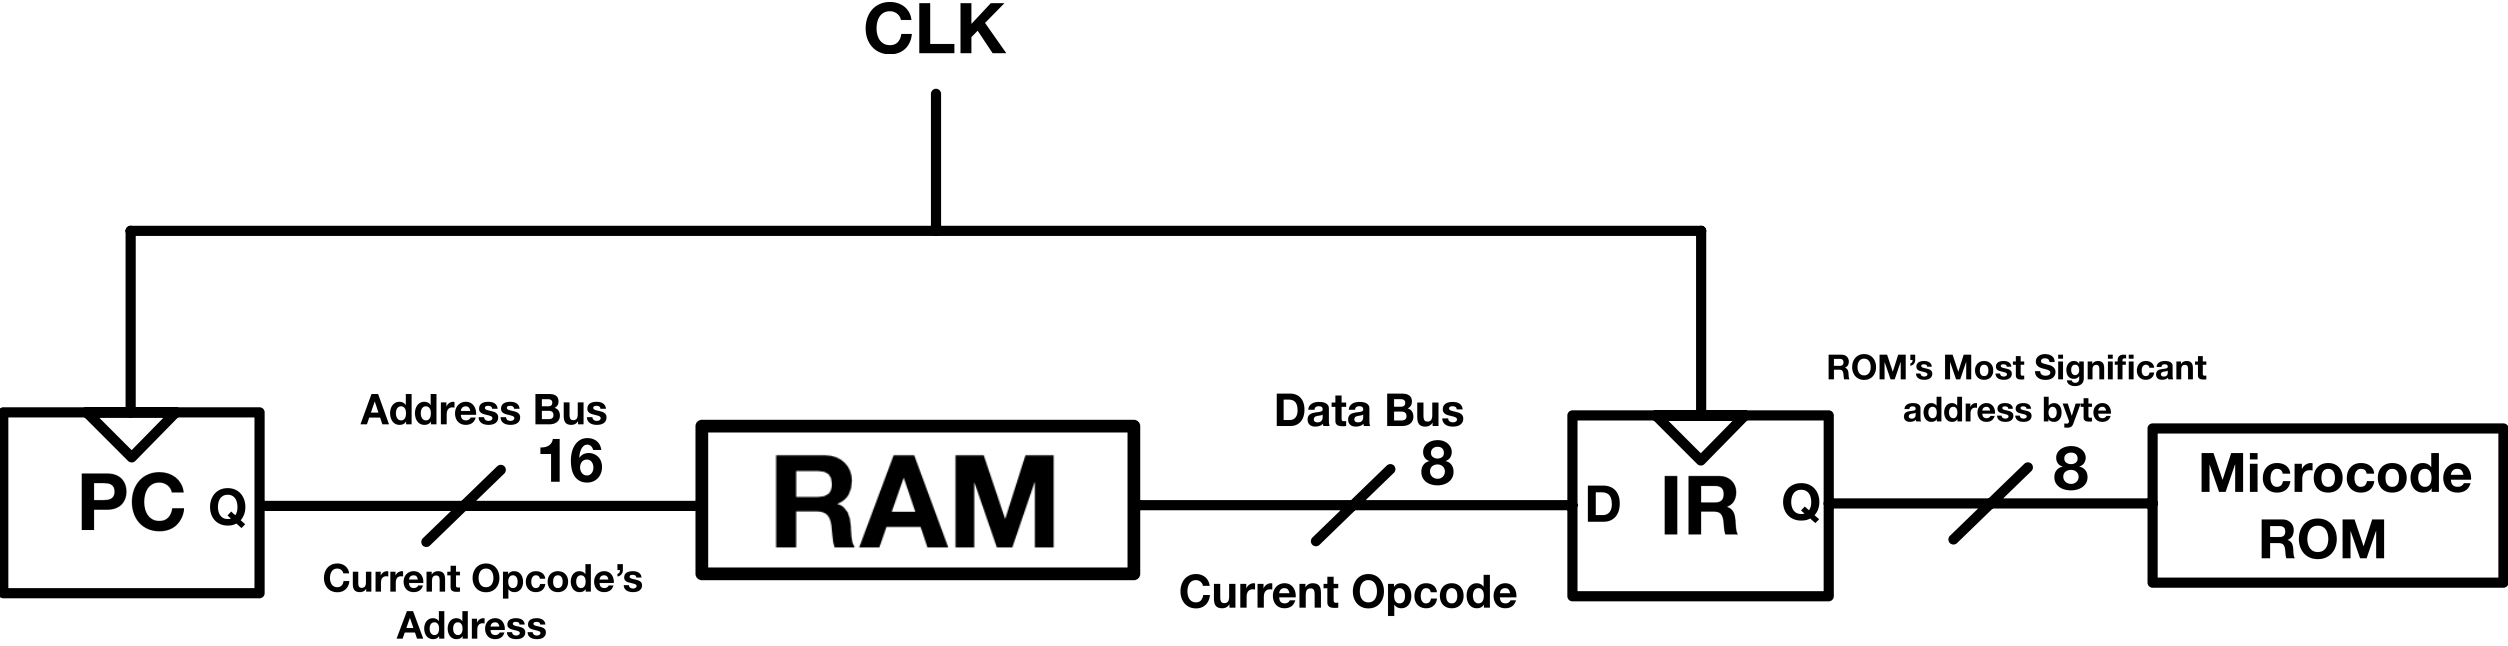 CLK
Address Bus
16
Data Bus
8
ROM's Most Significant
address byte
8
PC Q
RAM
D IR Q
Microcode
ROM
Current Opcode's
Address
Current Opcode